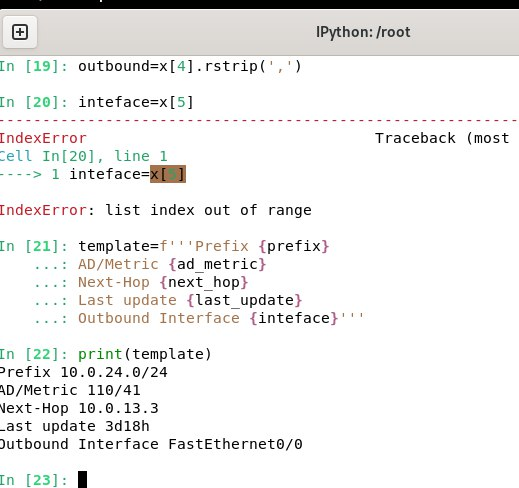 IPython: /root
In [19]: outbound=x[4].rstrip(',')
In [20]: inteface=x[5]
---------------------------------------------------------
IndexError                                Traceback (most
Cell In[20], line 1
----> 1 inteface=x[5]
IndexError: list index out of range
In [21]: template=f'''Prefix {prefix}
    ...: AD/Metric {ad_metric}
    ...: Next-Hop {next_hop}
    ...: Last update {last_update}
    ...: Outbound Interface {inteface}'''
In [22]: print(template)
Prefix 10.0.24.0/24
AD/Metric 110/41
Next-Hop 10.0.13.3
Last update 3d18h
Outbound Interface FastEthernet0/0
In [23]: